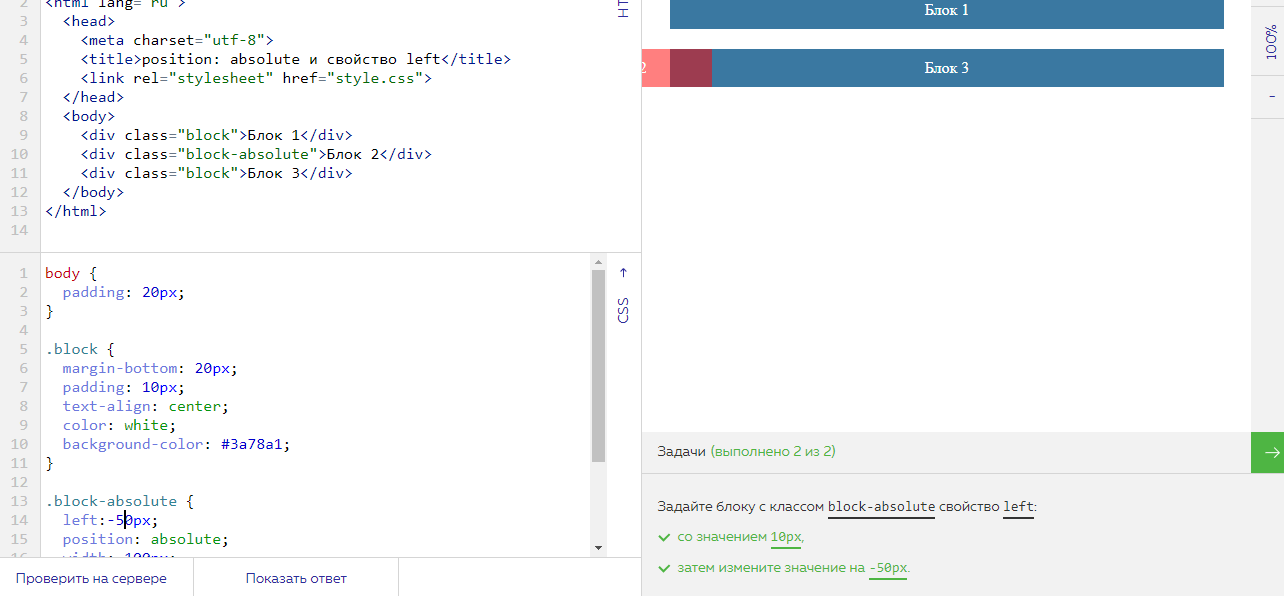 2 <html lang="ru">
3 <head>
4 <meta charset="utf-8">
5 <title>position: absolute и свойство left</title>
6 <link rel="stylesheet" href="style.css">
7 </head>
8 <body>
9 <div class="block">Блок 1</div>
10 <div class="block-absolute">Блок 2</div>
11 <div class="block">Блок 3</div>
12 </body>
13 </html>
14
1 body {
2 padding: 20px;
3 }
4
5 .block {
6 margin-bottom: 20px;
7 padding: 10px;
8 text-align: center;
9 color: white;
10 background-color: #3a78a1;
11 }
12
13 .block-absolute {
14 left:-50px;
15 position: absolute;
16 width: 100px;
CSS
Проверить на сервере
Показать ответ
Блок 1
2
Блок 3
100%
-
Задачи (выполнено 2 из 2)
Задайте блоку с классом block-absolute свойство left:
со значением 10px,
затем измените значение на -50px.